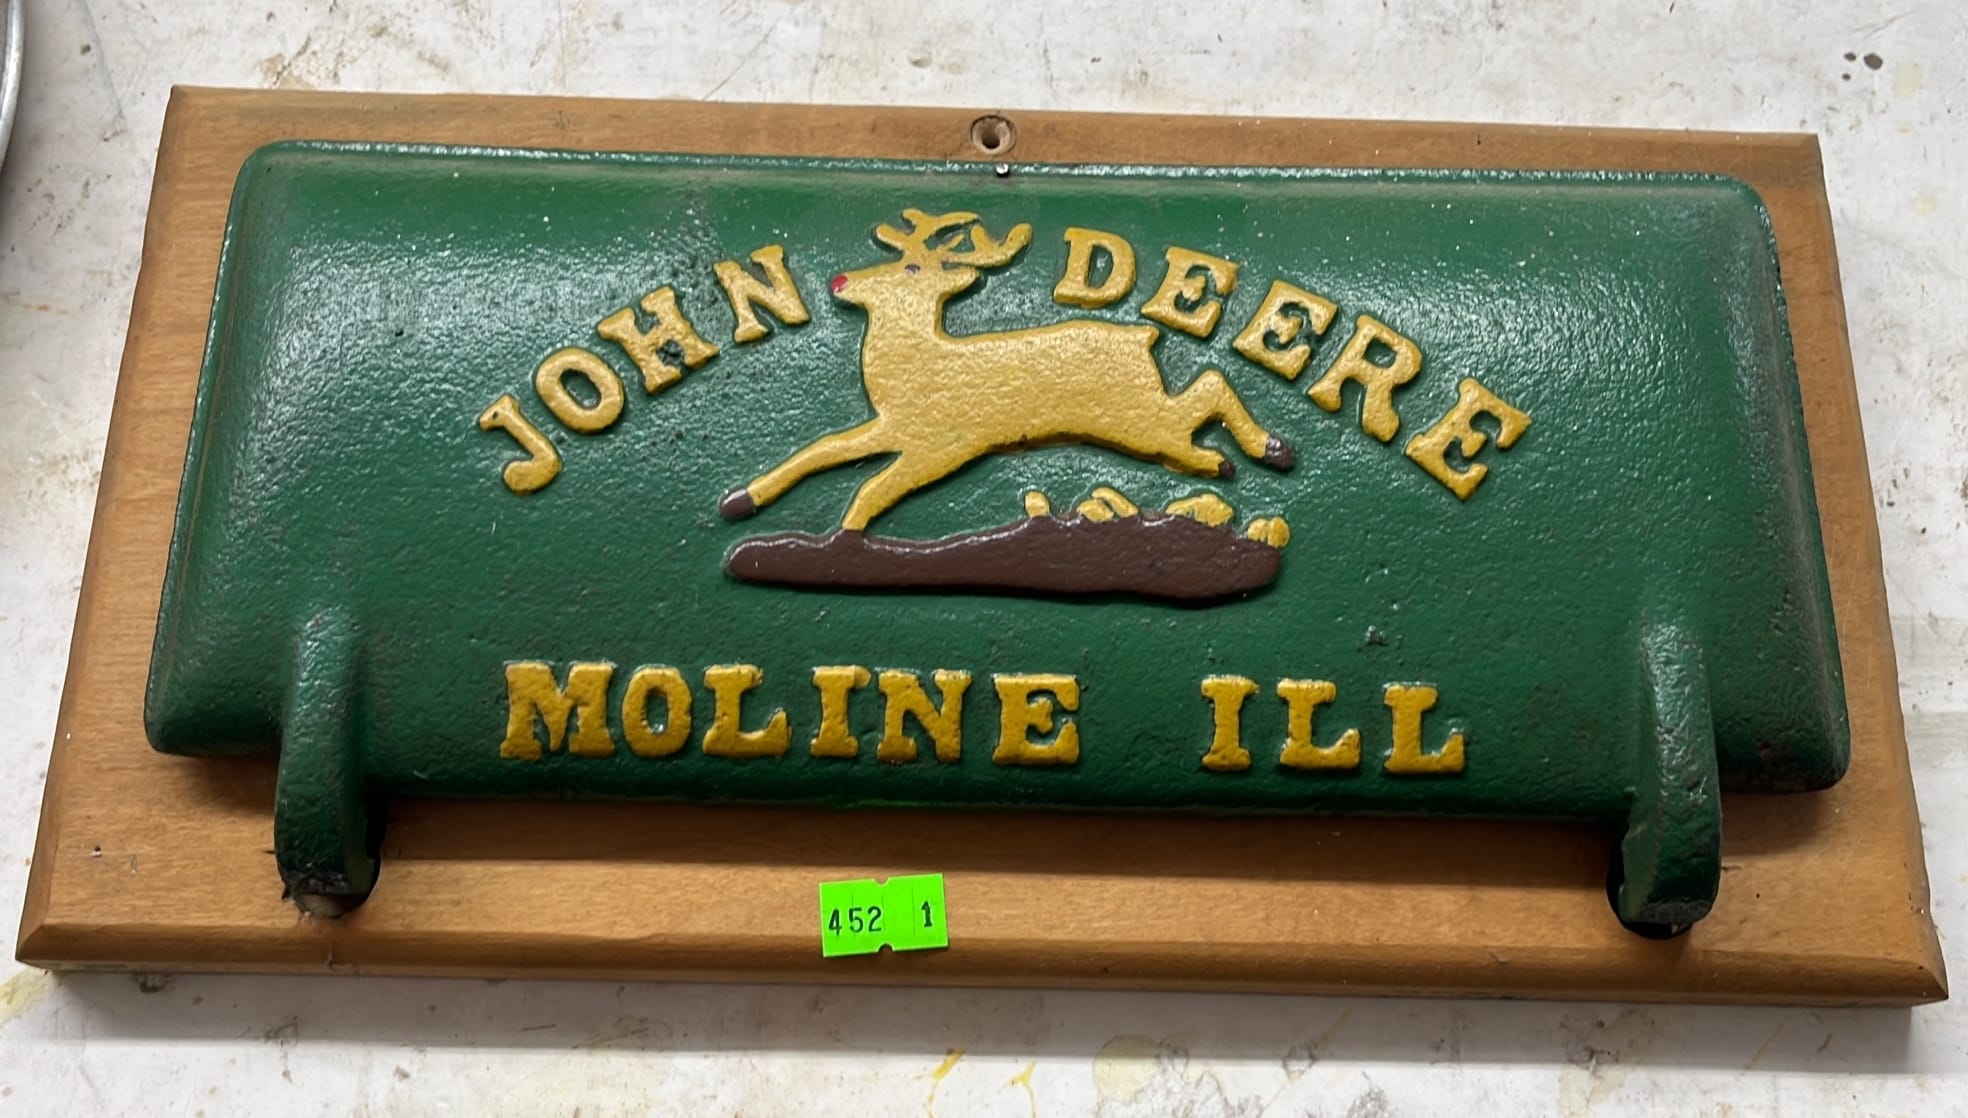 JOHN DEERE
MOLINE ILL
452 1